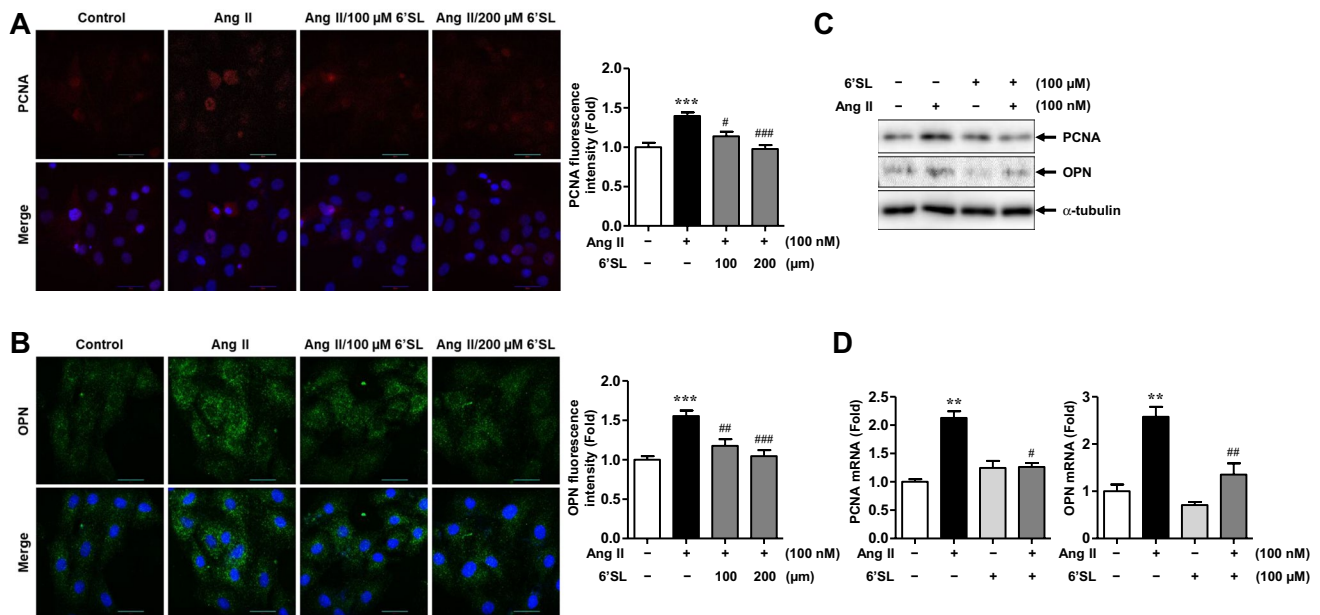 A
Control Ang II Ang II/100 µM 6'SL Ang II/200 µM 6'SL
PCNA
Merge
PCNA fluorescence
intensity (Fold)
2.0
1.5
1.0
0.5
0.0
***
#
###
Ang II − + + + (100 nM)
6'SL − − 100 200 (µm)
B
Control Ang II Ang II/100 µM 6'SL Ang II/200 µM 6'SL
OPN
Merge
OPN fluorescence
intensity (Fold)
2.0
1.5
1.0
0.5
0.0
***
##
###
Ang II − + + + (100 nM)
6'SL − − 100 200 (µm)
C
6'SL − − + + (100 µM)
Ang II − + − + (100 nM)
PCNA
OPN
α-tubulin
D
PCNA mRNA (Fold)
2.5
2.0
1.5
1.0
0.5
0.0
**
#
Ang II − + − +
6'SL − − + +
OPN mRNA (Fold)
3
2
1
0
**
##
Ang II − + − + (100 nM)
6'SL − − + + (100 µM)